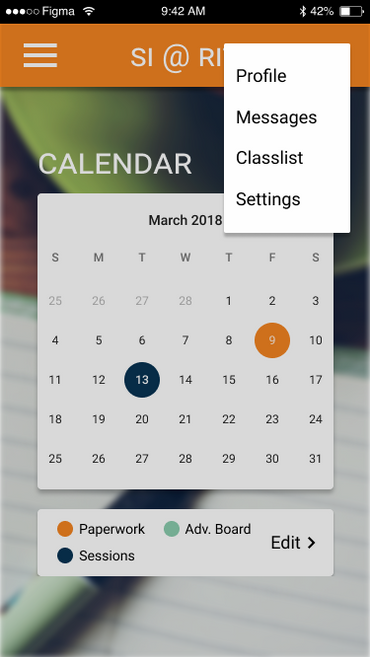 Figma 9:42 AM 42%
SI @ RI
Profile
Messages
Classlist
Settings
CALENDAR
March 2018
S M T W T F S
25 26 27 28 1 2 3
4 5 6 7 8 9 10
11 12 13 14 15 16 17
18 19 20 21 22 23 24
25 26 27 28 29 30 31
Paperwork Adv. Board
Sessions
Edit